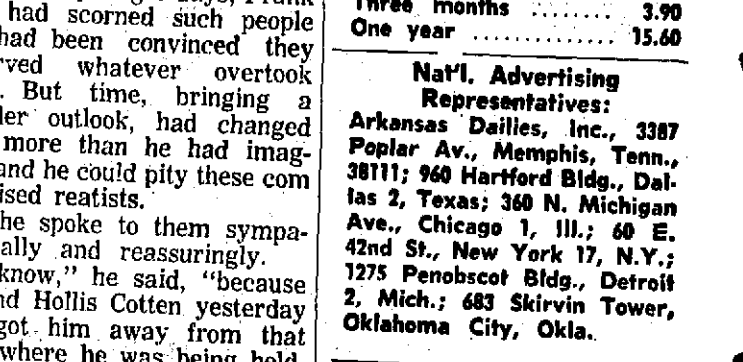 had scorned such people
had been convinced they
rved whatever overtook
. But time, bringing a
ler outlook, had changed
more than he had imag-
and he could pity these com
ised reatists.
he spoke to them sympa-
ally and reassuringly.
know," he said, "because
nd Hollis Cotten yesterday
got him away from that
where he was being held
Three months ........ 3.90
One year .............. 15.60
Nat'l. Advertising
Representatives:
Arkansas Dailies, Inc., 3387
Poplar Av., Memphis, Tenn.,
38111; 960 Hartford Bldg., Dal-
las 2, Texas; 360 N. Michigan
Ave., Chicago 1, Ill.; 60 E.
42nd St., New York 17, N.Y.;
1275 Penobscot Bldg., Detroit
2, Mich.; 683 Skirvin Tower,
Oklahoma City, Okla.